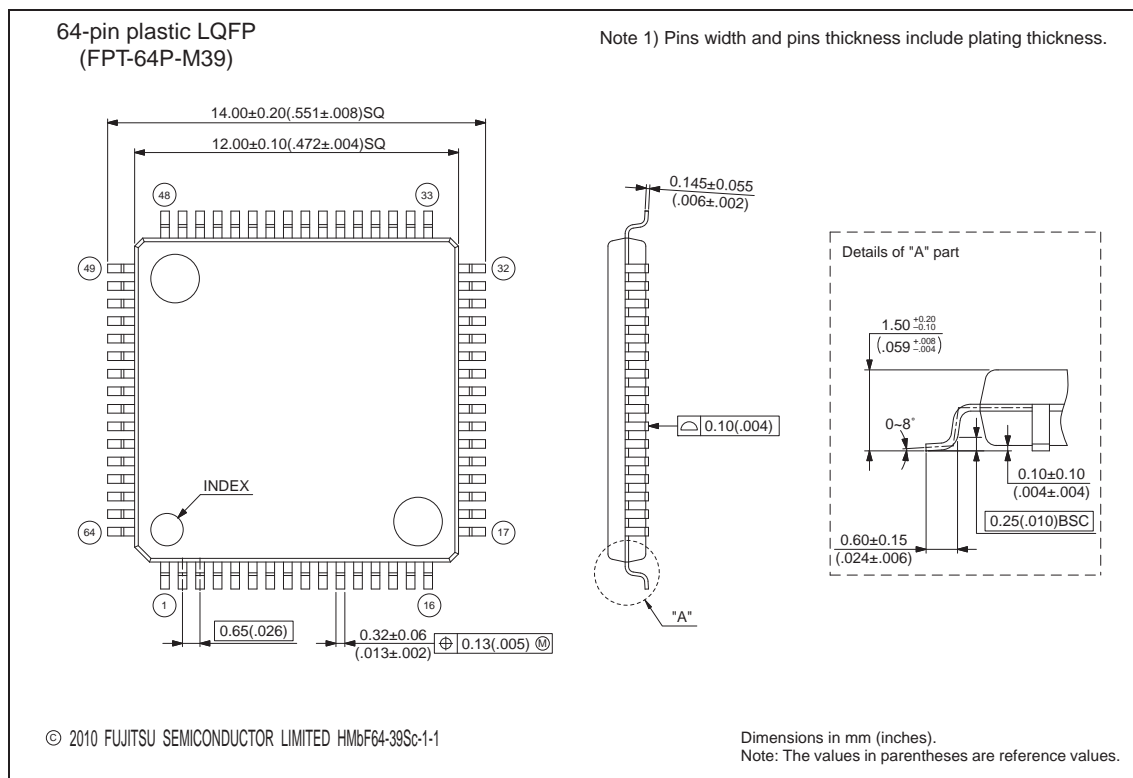 64-pin plastic LQFP
(FPT-64P-M39)
Note 1) Pins width and pins thickness include plating thickness.
14.00±0.20(.551±.008)SQ
12.00±0.10(.472±.004)SQ
48
33
49
32
INDEX
64
17
1
16
0.65(.026)
0.32±0.06
(.013±.002)
⌖ 0.13(.005) Ⓜ
0.145±0.055
(.006±.002)
⌓ 0.10(.004)
"A"
Details of "A" part
1.50 +0.20 −0.10
(.059 +.008 −.004)
0~8°
0.10±0.10
(.004±.004)
0.25(.010)BSC
0.60±0.15
(.024±.006)
© 2010 FUJITSU SEMICONDUCTOR LIMITED HMbF64-39Sc-1-1
Dimensions in mm (inches).
Note: The values in parentheses are reference values.